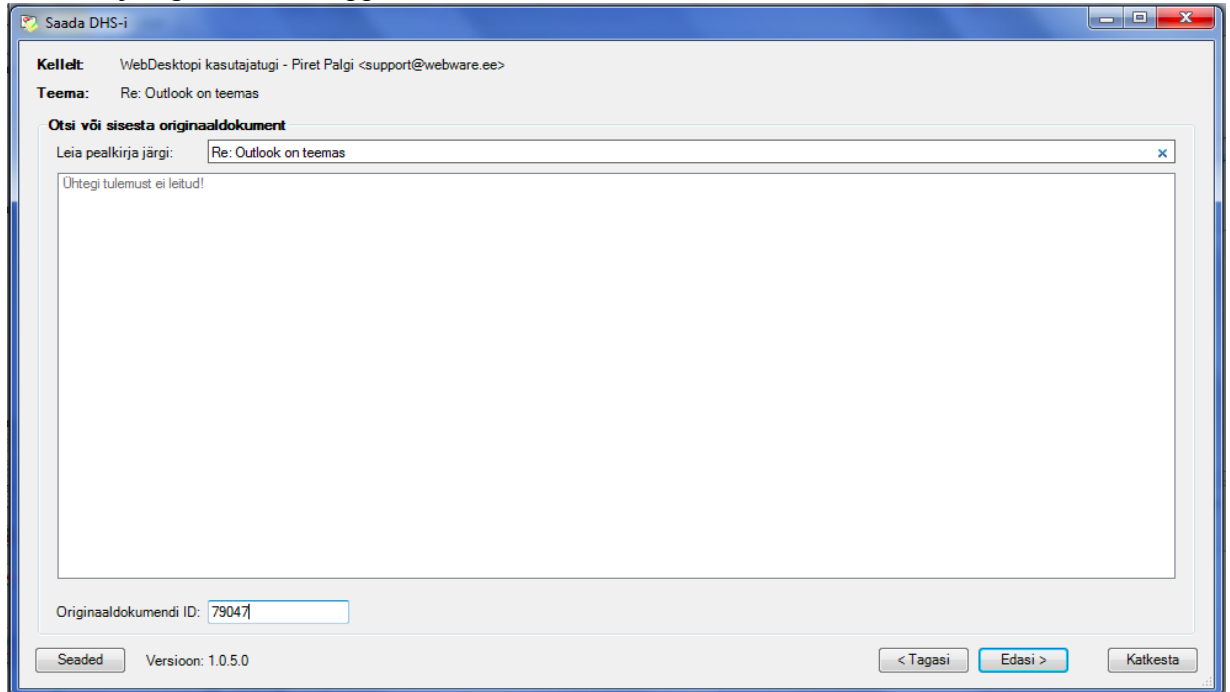 Saada DHS-i
Kellelt: WebDesktopi kasutajatugi - Piret Palgi <support@webware.ee>
Teema: Re: Outlook on teemas
Otsi või sisesta originaaldokument
Leia pealkirja järgi: Re: Outlook on teemas
Ühtegi tulemust ei leitud!
Originaaldokumendi ID: 79047
Seaded Versioon: 1.0.5.0 < Tagasi Edasi > Katkesta